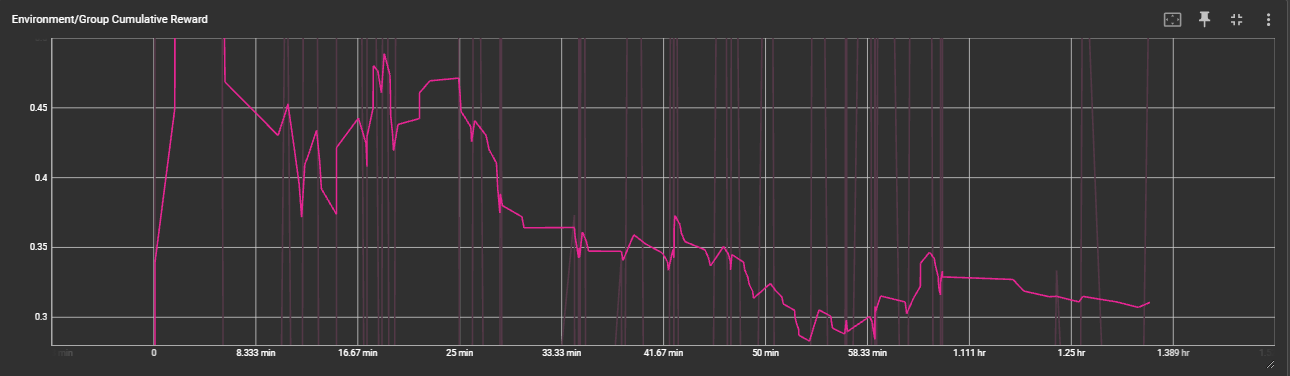 Environment/Group Cumulative Reward
0.45
0.4
0.35
0.3
0 8.333 min 16.67 min 25 min 33.33 min 41.67 min 50 min 58.33 min 1.111 hr 1.25 hr 1.389 hr